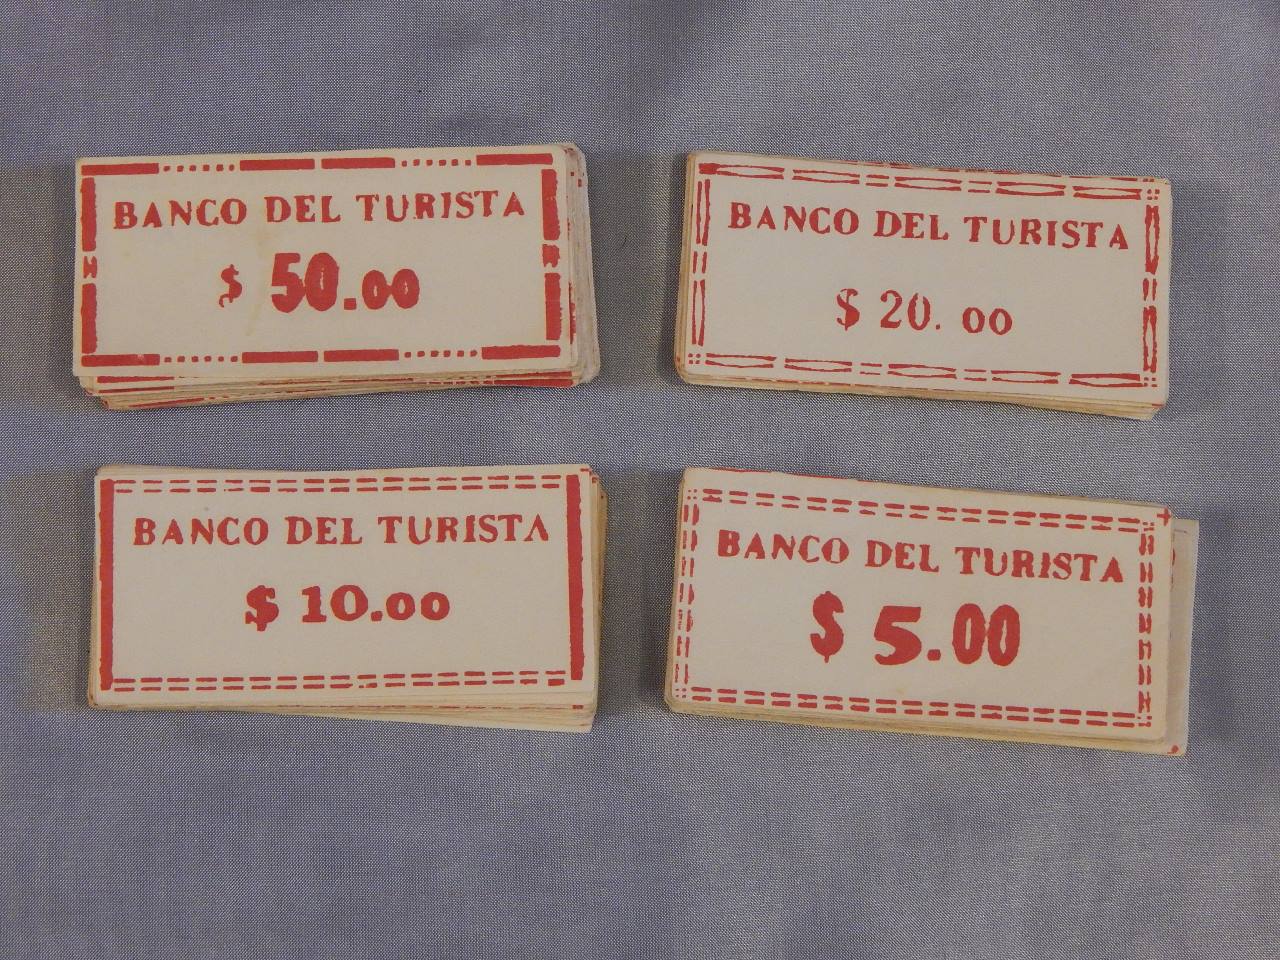 BANCO DEL TURISTA
$ 50.00
BANCO DEL TURISTA
$ 20.00
BANCO DEL TURISTA
$ 10.00
BANCO DEL TURISTA
$ 5.00